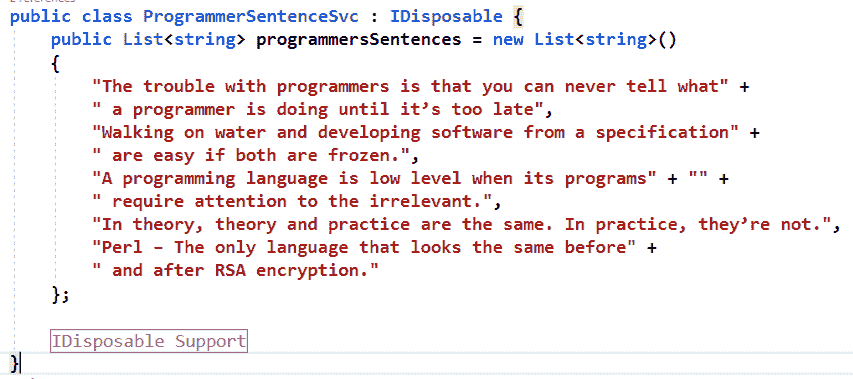 2 references
public class ProgrammerSentenceSvc : IDisposable {
public List<string> programmersSentences = new List<string>()
{
"The trouble with programmers is that you can never tell what" +
" a programmer is doing until it’s too late",
"Walking on water and developing software from a specification" +
" are easy if both are frozen.",
"A programming language is low level when its programs" + "" +
" require attention to the irrelevant.",
"In theory, theory and practice are the same. In practice, they’re not.",
"Perl – The only language that looks the same before" +
" and after RSA encryption."
};
IDisposable Support
}